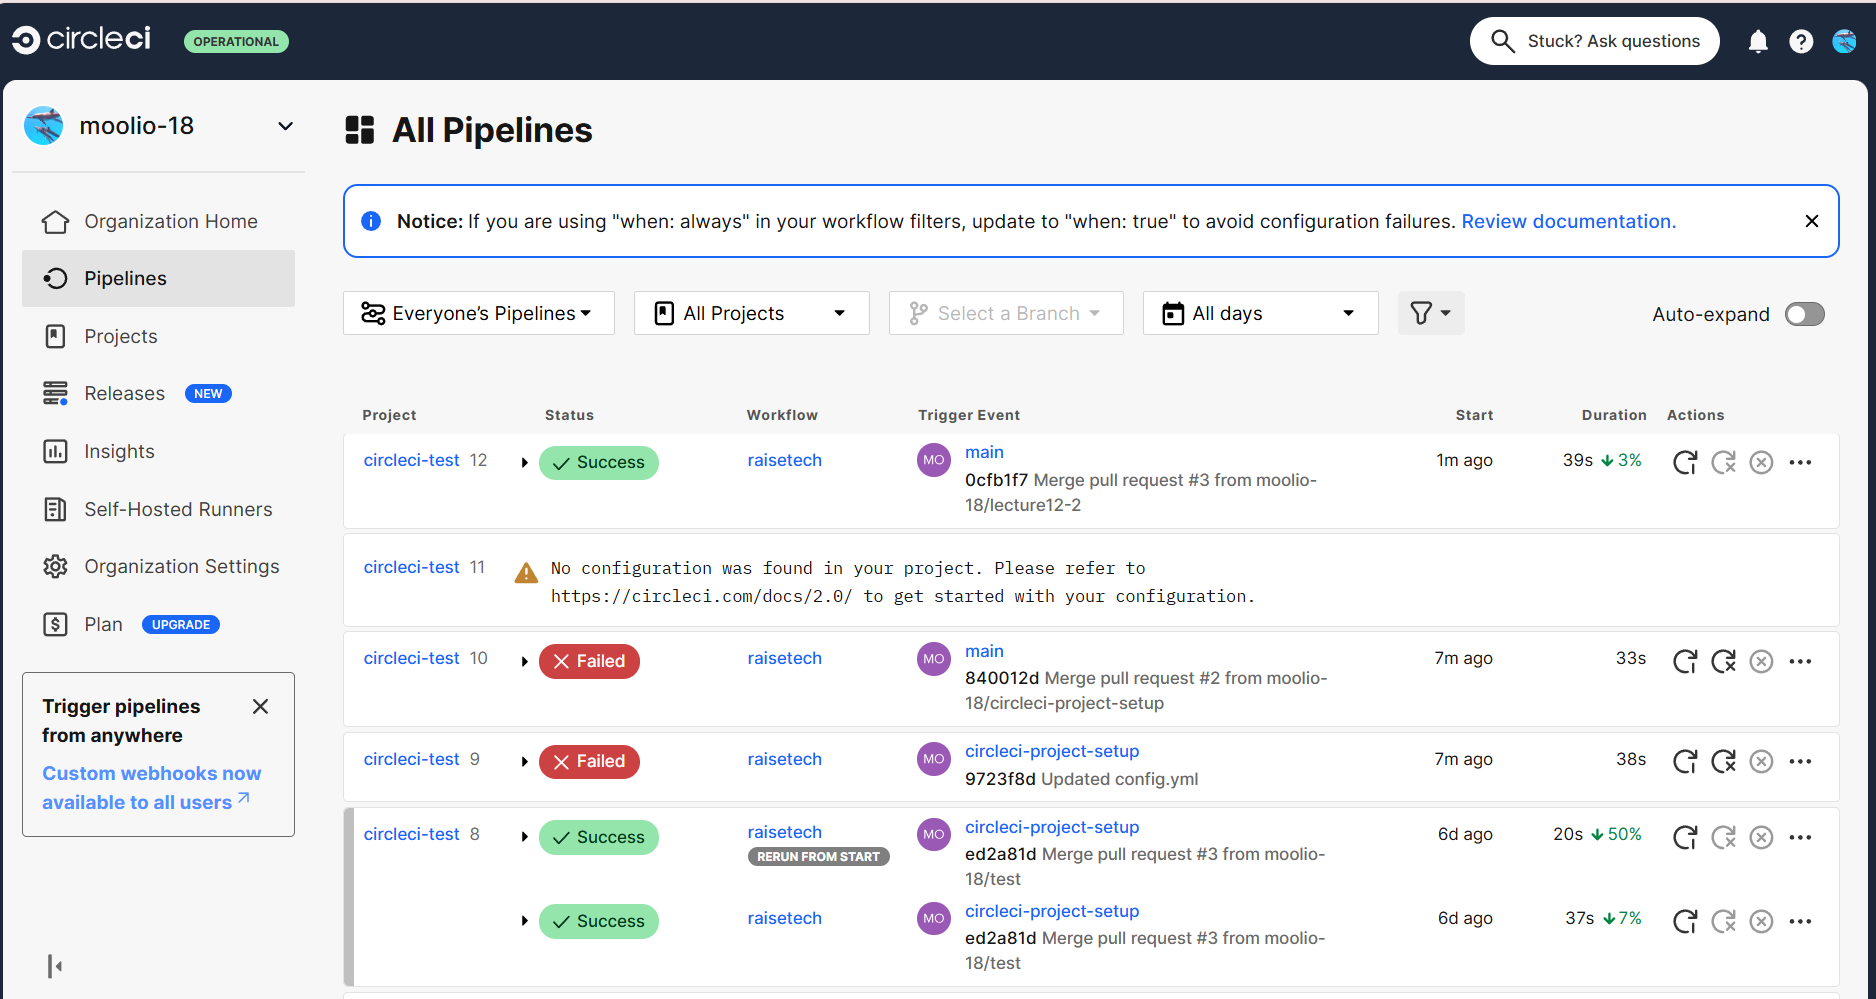 circleci
OPERATIONAL
Stuck? Ask questions
moolio-18
Organization Home
Pipelines
Projects
Releases NEW
Insights
Self-Hosted Runners
Organization Settings
Plan UPGRADE
Trigger pipelines
from anywhere
Custom webhooks now
available to all users
All Pipelines
Notice: If you are using "when: always" in your workflow filters, update to "when: true" to avoid configuration failures. Review documentation.
Everyone's Pipelines
All Projects
Select a Branch
All days
Auto-expand
Project Status Workflow Trigger Event Start Duration Actions
circleci-test 12 Success raisetech MO main 1m ago 39s 3%
0cfb1f7 Merge pull request #3 from moolio-
18/lecture12-2
circleci-test 11 No configuration was found in your project. Please refer to
https://circleci.com/docs/2.0/ to get started with your configuration.
circleci-test 10 Failed raisetech MO main 7m ago 33s
840012d Merge pull request #2 from moolio-
18/circleci-project-setup
circleci-test 9 Failed raisetech MO circleci-project-setup 7m ago 38s
9723f8d Updated config.yml
circleci-test 8 Success raisetech MO circleci-project-setup 6d ago 20s 50%
RERUN FROM START ed2a81d Merge pull request #3 from moolio-
18/test
Success raisetech MO circleci-project-setup 6d ago 37s 7%
ed2a81d Merge pull request #3 from moolio-
18/test